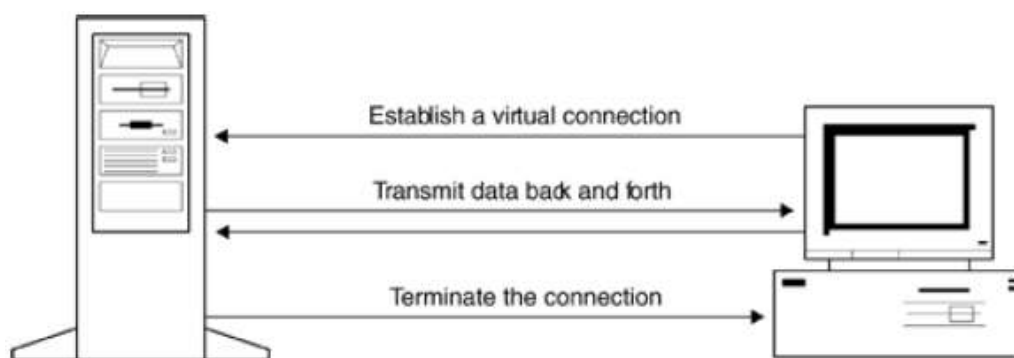 Establish a virtual connection
Transmit data back and forth
Terminate the connection